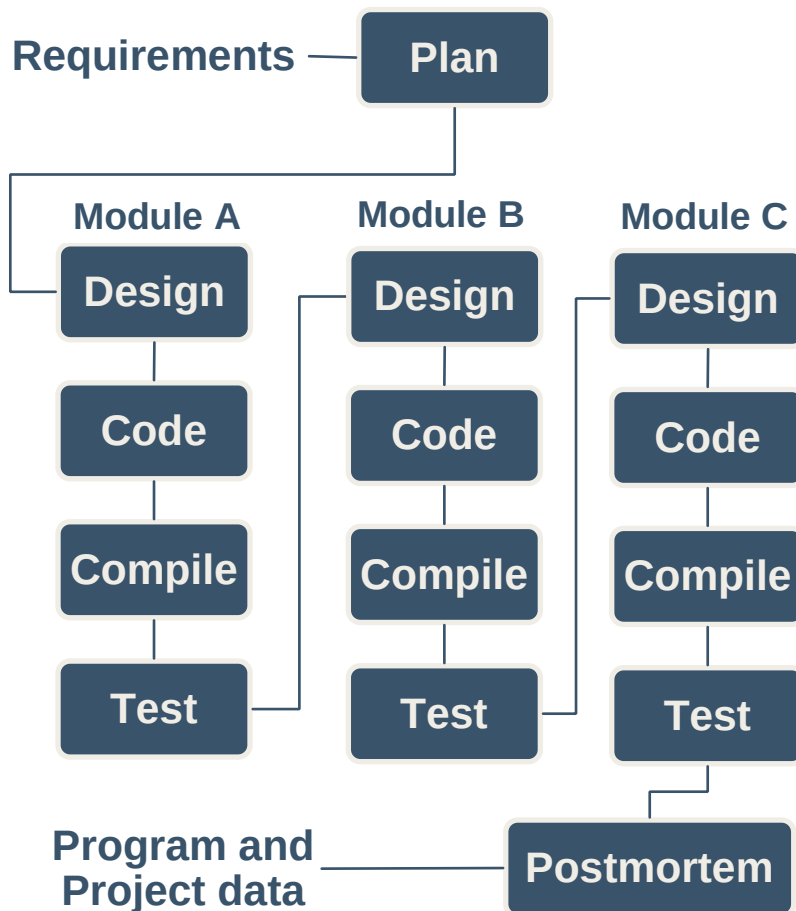 Requirements
Plan
Module A
Module B
Module C
Design
Code
Compile
Test
Design
Code
Compile
Test
Design
Code
Compile
Test
Program and
Project data
Postmortem